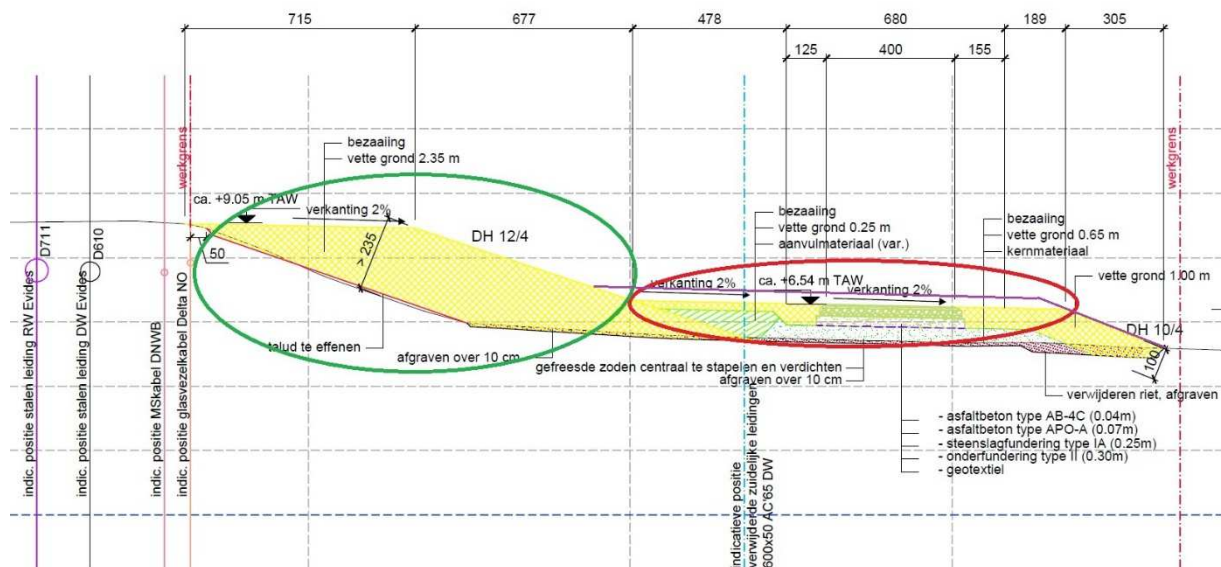 715
677
478
680
189
305
125
400
155
werkgrens
bezaaiing
vette grond 2.35 m
ca. +9.05 m TAW
verkanting 2%
DH 12/4
> 235
50
talud te effenen
afgraven over 10 cm
bezaaiing
vette grond 0.25 m
aanvulmateriaal (var.)
bezaaiing
vette grond 0.65 m
kernmateriaal
werkgrens
verkanting 2%
ca. +6.54 m TAW
verkanting 2%
vette grond 1.00 m
DH 10/4
100
gefreesde zoden centraal te stapelen en verdichten
afgraven over 10 cm
verwijderen riet, afgraven
- asfaltbeton type AB-4C (0.04m)
- asfaltbeton type APO-A (0.07m)
- steenslagfundering type IA (0.25m)
- onderfundering type II (0.30m)
- geotextiel
D711
indic. positie stalen leiding RW Evides
D610
indic. positie stalen leiding DW Evides
indic. positie MSkabel DNWB
indic. positie glasvezelkabel Delta NO
indicatieve positie
verwijderde zuidelijke leidingen
600x50 AC'65 DW